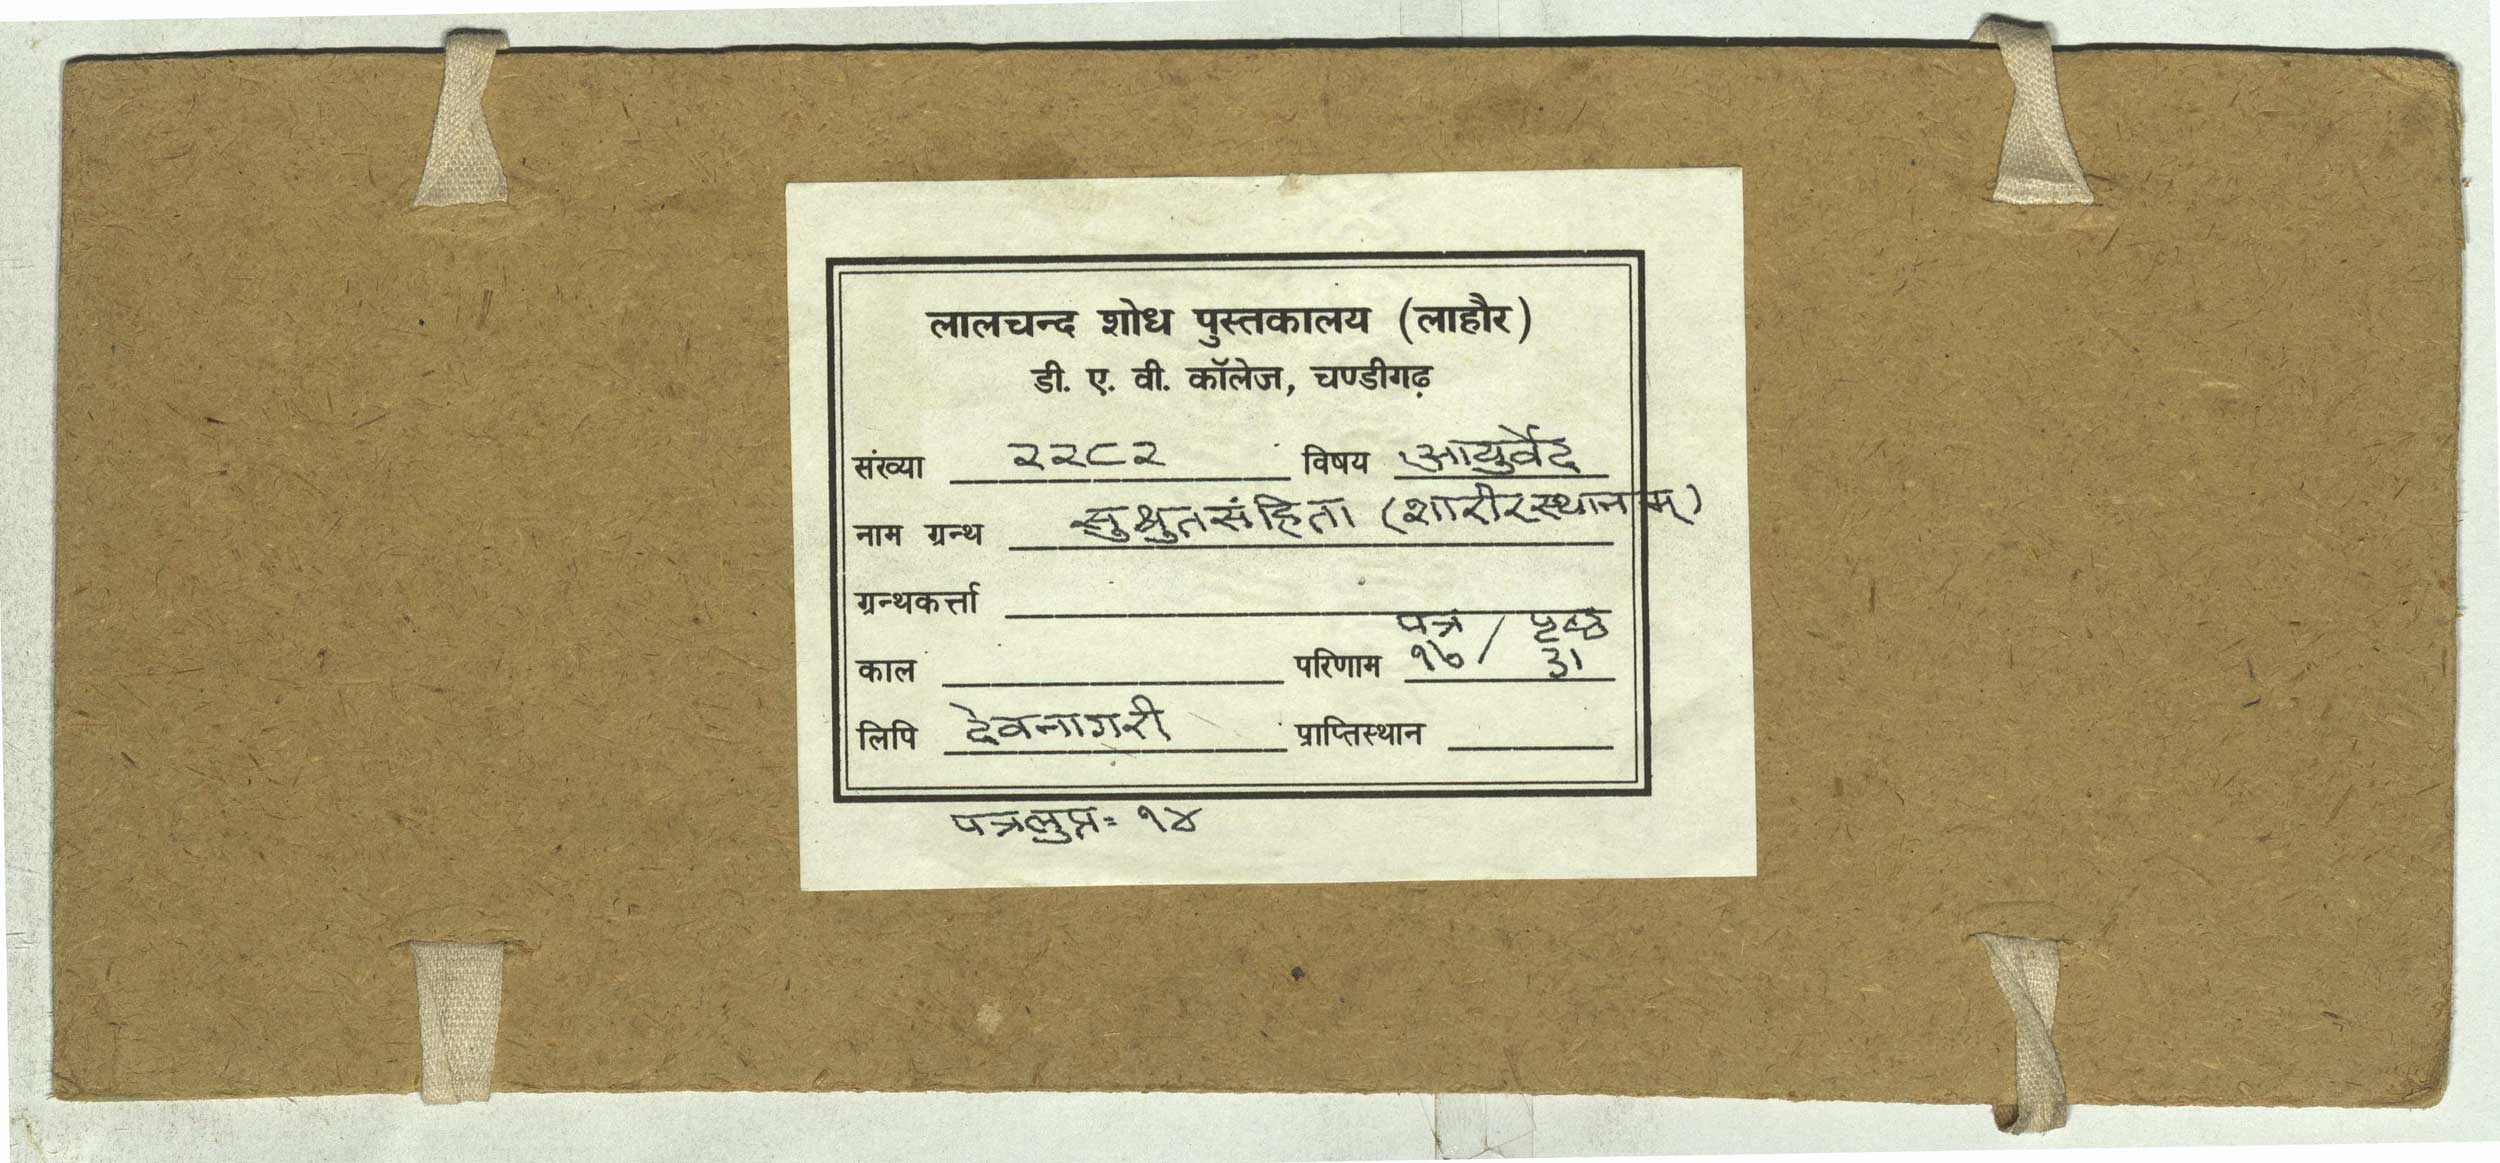 लालचन्द शोध पुस्तकालय (लाहौर)
डी. ए. वी. कॉलेज, चण्डीगढ़
संख्या २२८२ विषय आयुर्वेद
नाम ग्रन्थ सुश्रुतसंहिता (शारीरस्थानम्)
ग्रन्थकर्त्ता
पत्र / पृष्ठ
काल परिणाम १७ / ३१
लिपि देवनागरी प्राप्तिस्थान
पत्रलुप्त = १४